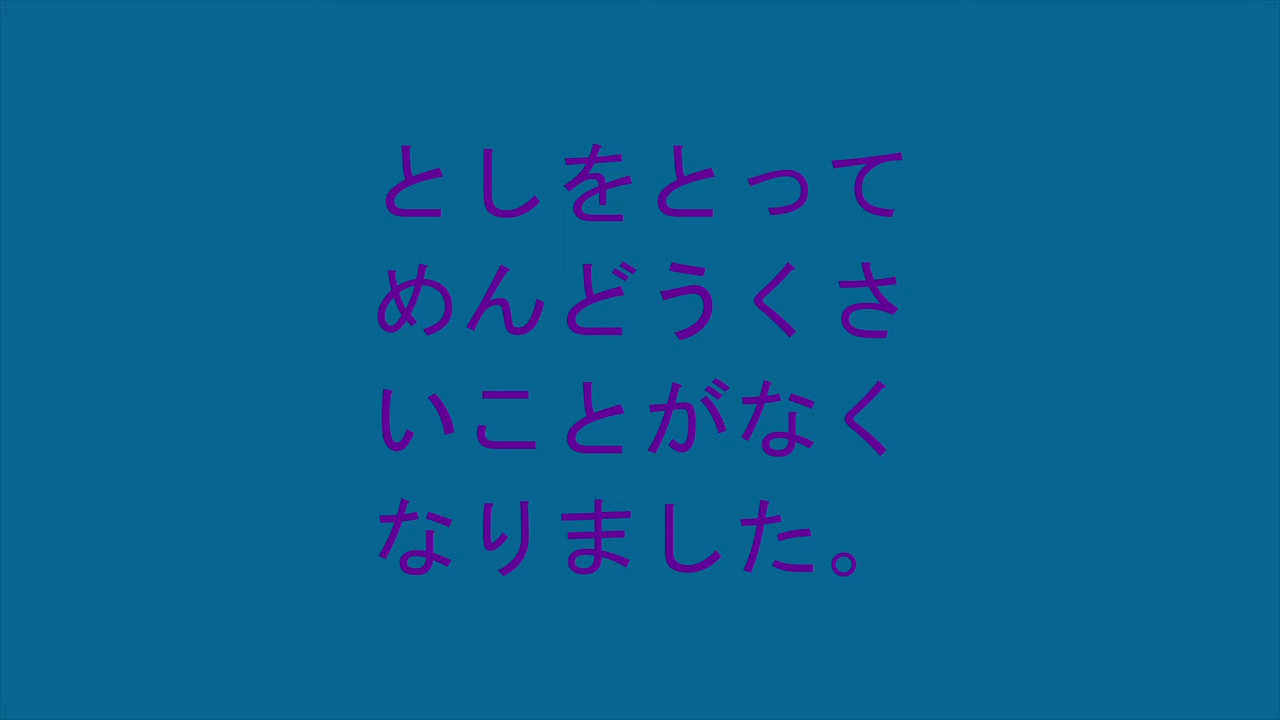 としをとって
めんどうくさ
いことがなく
なりました。